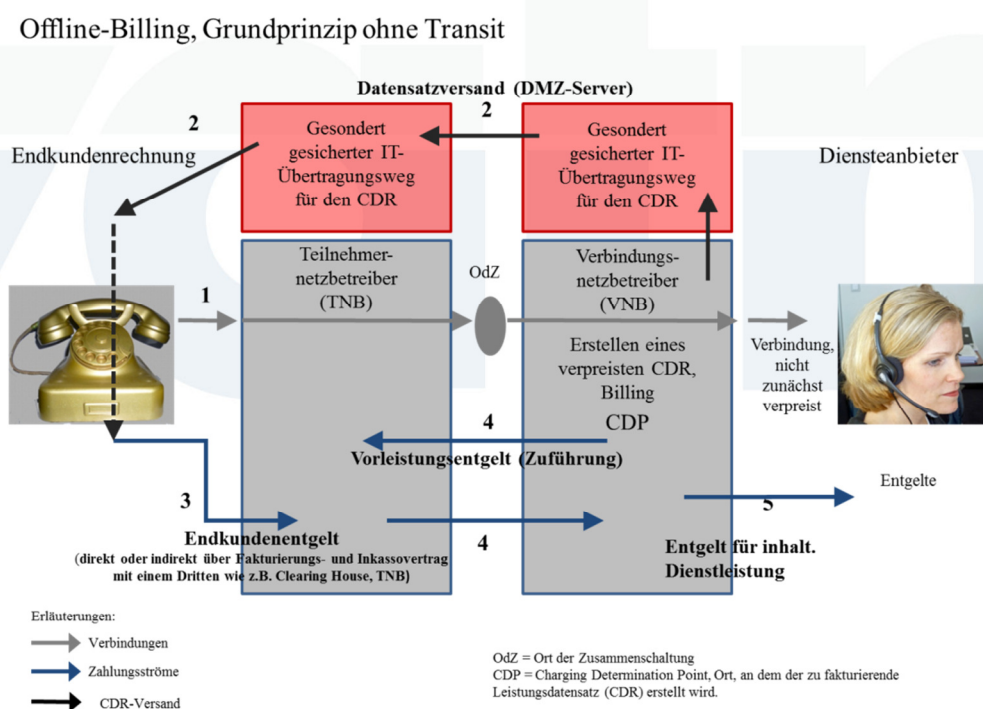 Offline-Billing, Grundprinzip ohne Transit
Datensatzversand (DMZ-Server)
2
2
Endkundenrechnung
Gesondert
gesicherter IT-
Übertragungsweg
für den CDR
Gesondert
gesicherter IT-
Übertragungsweg
für den CDR
Diensteanbieter
Teilnehmer-
netzbetreiber
(TNB)
OdZ
Verbindungs-
netzbetreiber
(VNB)
1
Erstellen eines
verpreisten CDR,
Billing
CDP
Verbindung,
nicht
zunächst
verpreist
4
Vorleistungsentgelt (Zuführung)
3
Endkundenentgelt
(direkt oder indirekt über Fakturierungs- und Inkassovertrag
mit einem Dritten wie z.B. Clearing House, TNB)
4
5
Entgelte
Entgelt für inhalt.
Dienstleistung
Erläuterungen:
Verbindungen
Zahlungsströme
CDR-Versand
OdZ = Ort der Zusammenschaltung
CDP = Charging Determination Point, Ort, an dem der zu fakturierende
Leistungsdatensatz (CDR) erstellt wird.